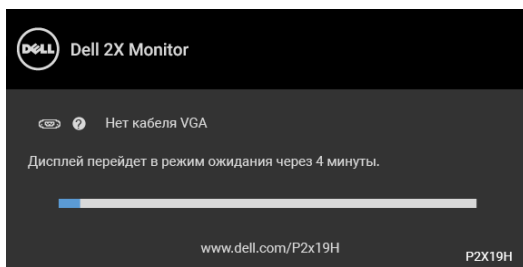 DELL
Dell 2X Monitor
? Нет кабеля VGA
Дисплей перейдет в режим ожидания через 4 минуты.
www.dell.com/P2x19H
P2X19H